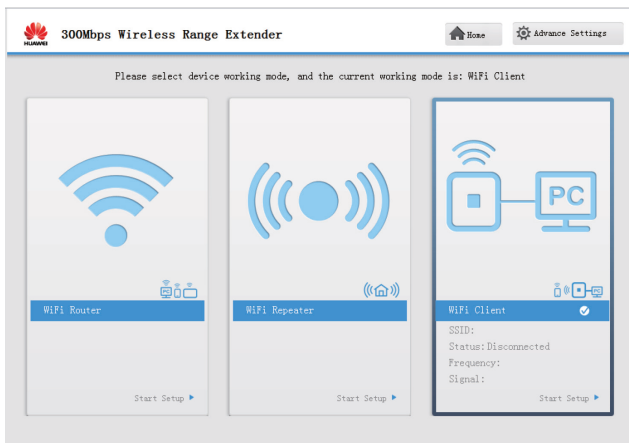 HUAWEI
300Mbps Wireless Range Extender
Home
Advance Settings
Please select device working mode, and the current working mode is: WiFi Client
PC
PC
PC
WiFi Router
WiFi Repeater
WiFi Client
SSID:
Status:Disconnected
Frequency:
Signal:
Start Setup
Start Setup
Start Setup